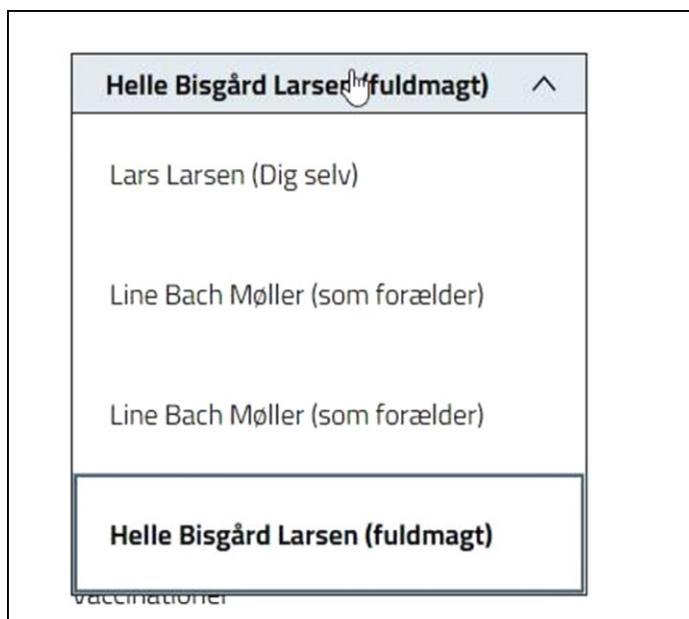 Helle Bisgård Larsen (fuldmagt)
Lars Larsen (Dig selv)
Line Bach Møller (som forælder)
Line Bach Møller (som forælder)
Helle Bisgård Larsen (fuldmagt)
vaccinationer